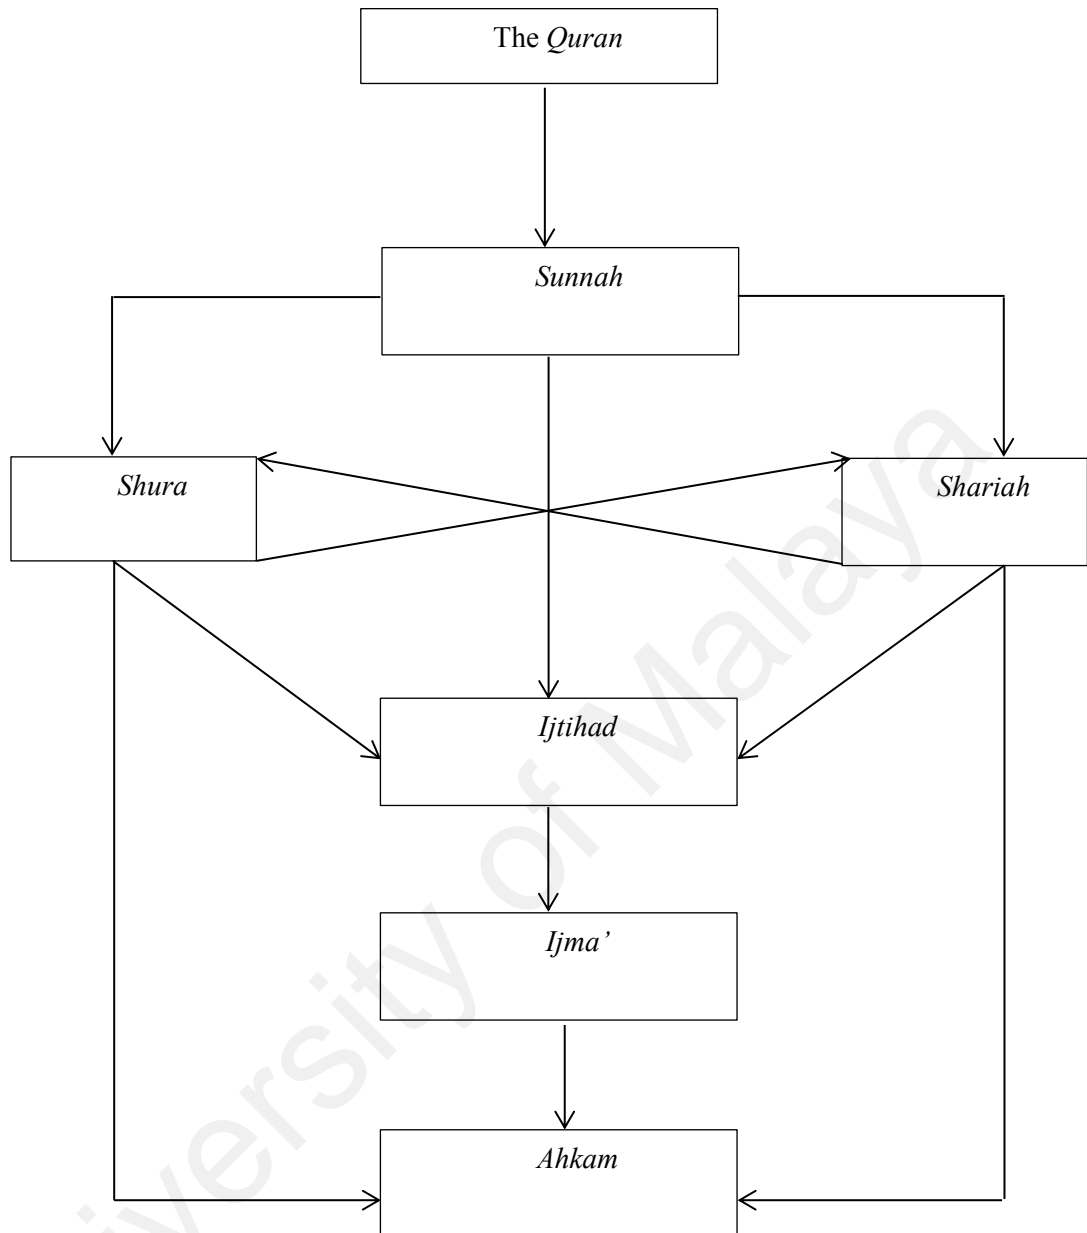 The Quran
Sunnah
Shura
Shariah
Ijtihad
Ijma’
Ahkam
University of Malaya